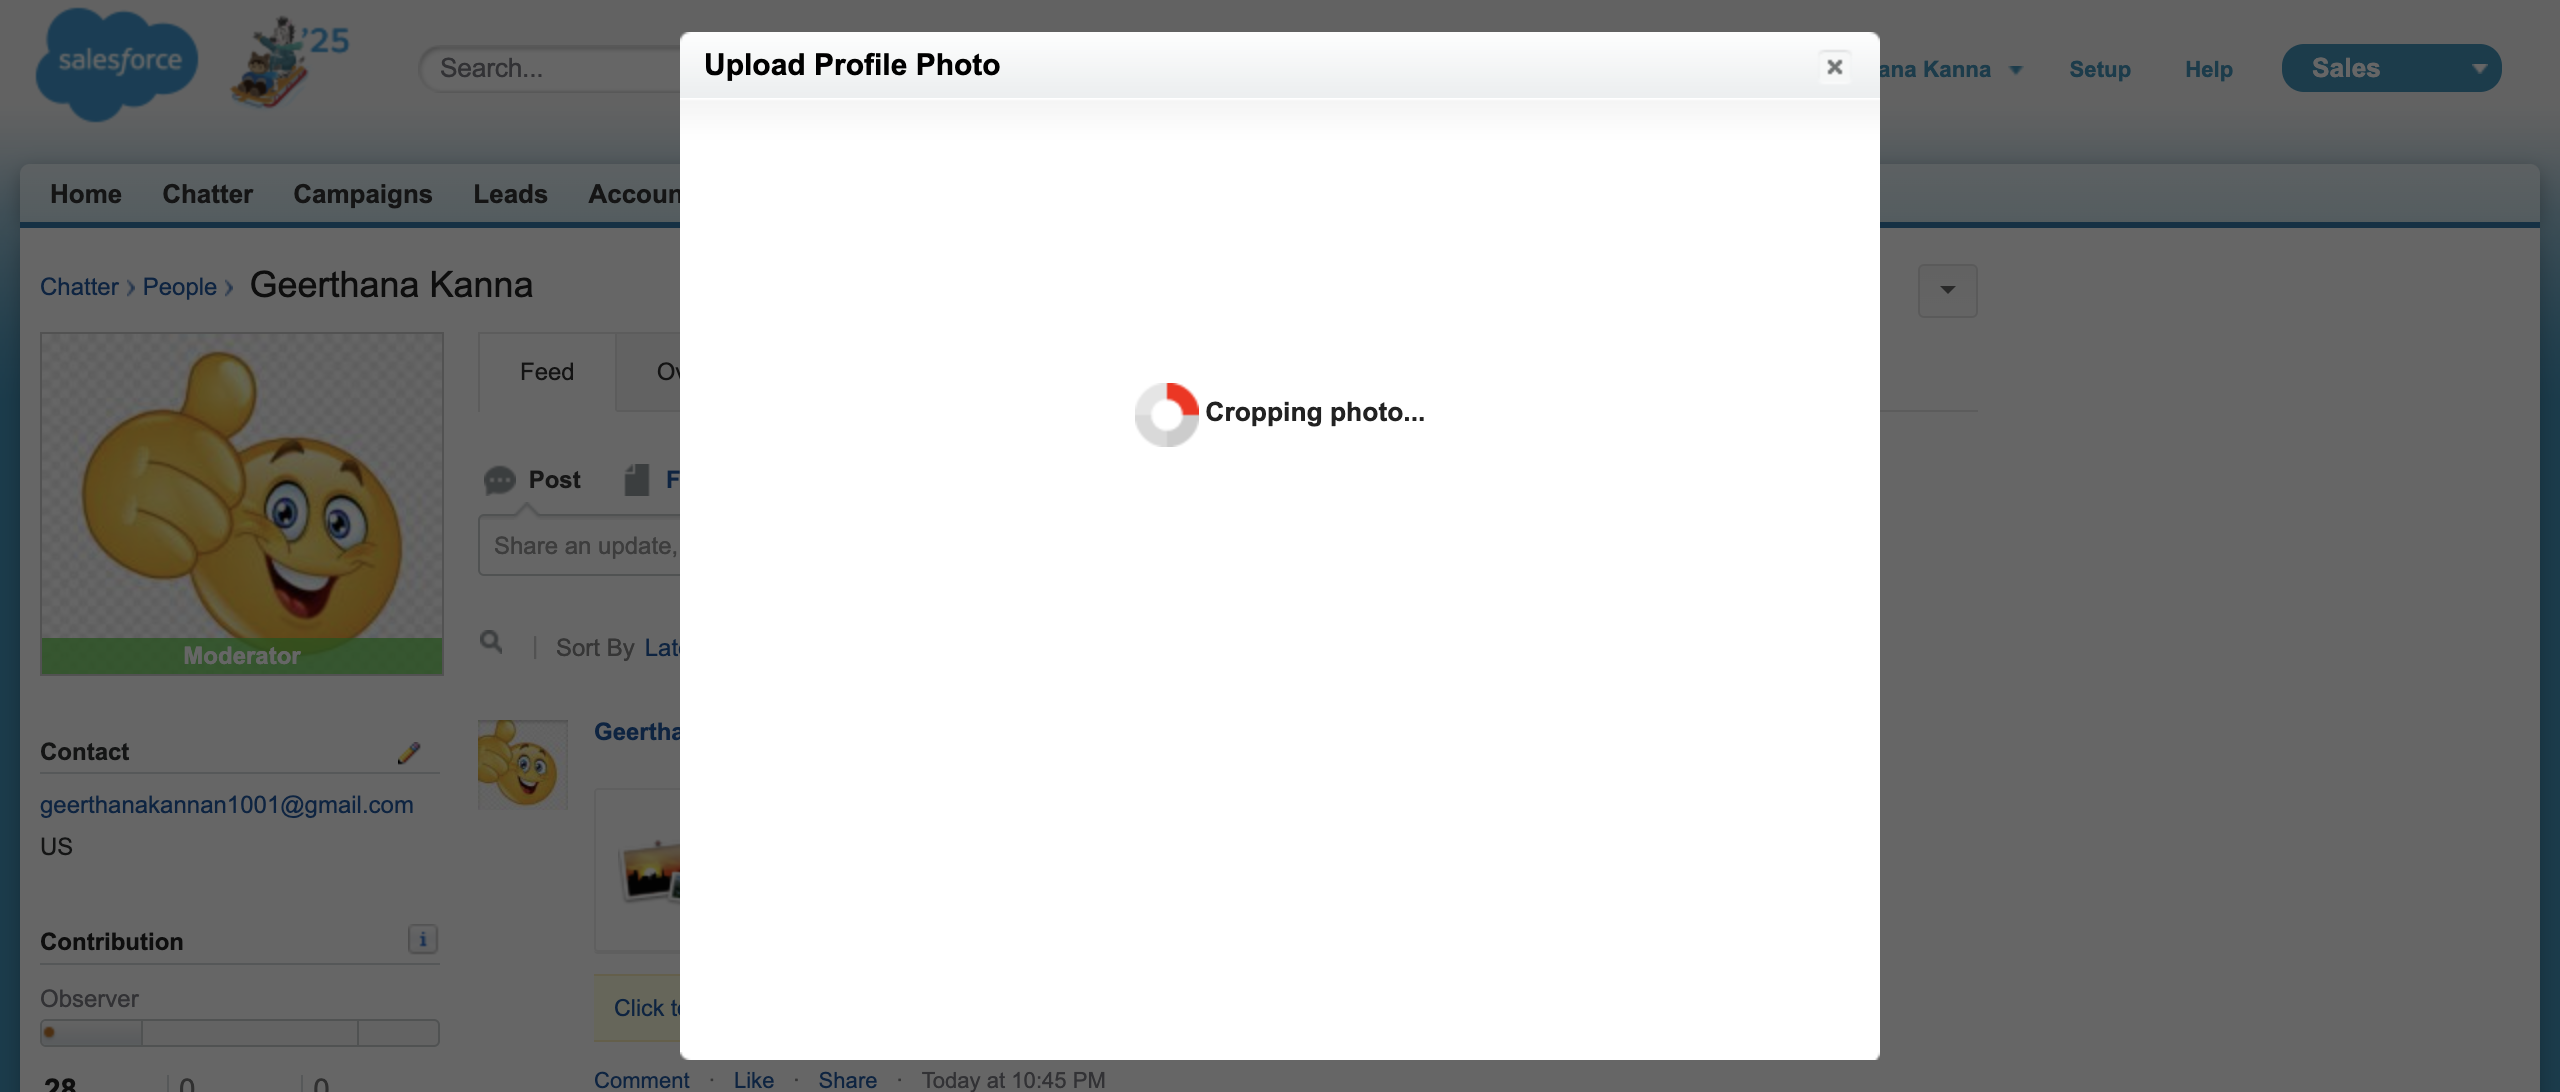 salesforce
'25
Search...
Upload Profile Photo
ana Kanna
Setup
Help
Sales
Home
Chatter
Campaigns
Leads
Accoun
Chatter › People › Geerthana Kanna
Feed
Ov
Post
F
Share an update,
Cropping photo...
Moderator
Sort By Late
Contact
Geertha
geerthanakannan1001@gmail.com
US
Contribution
Observer
Click to
28
0
0
Comment · Like · Share · Today at 10:45 PM